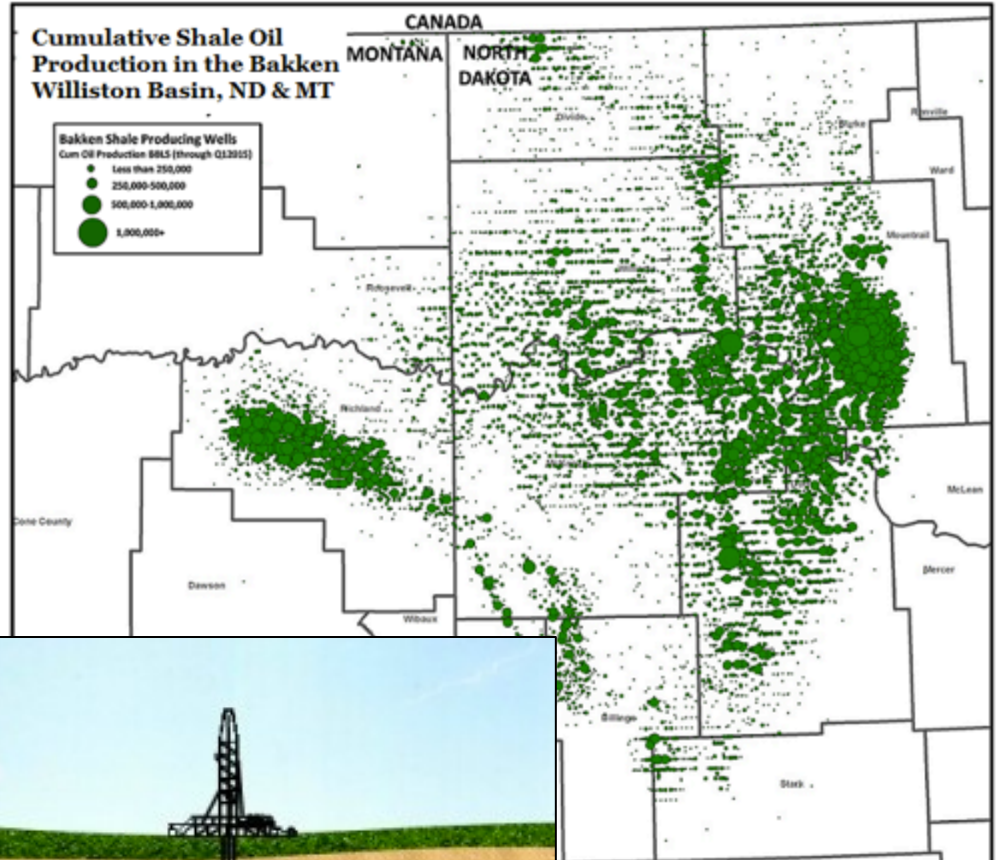 CANADA
Cumulative Shale Oil
Production in the Bakken
Williston Basin, ND & MT
MONTANA
NORTH
DAKOTA
Bakken Shale Producing Wells
Cum Oil Production BBLS (through Q12015)
Less than 250,000
250,000-500,000
500,000-1,000,000
1,000,000+
Divide
Burke
Renville
Ward
Mountrail
Roosevelt
Richland
McLean
Cone County
Mercer
Dawson
Wibaux
Billings
Stark